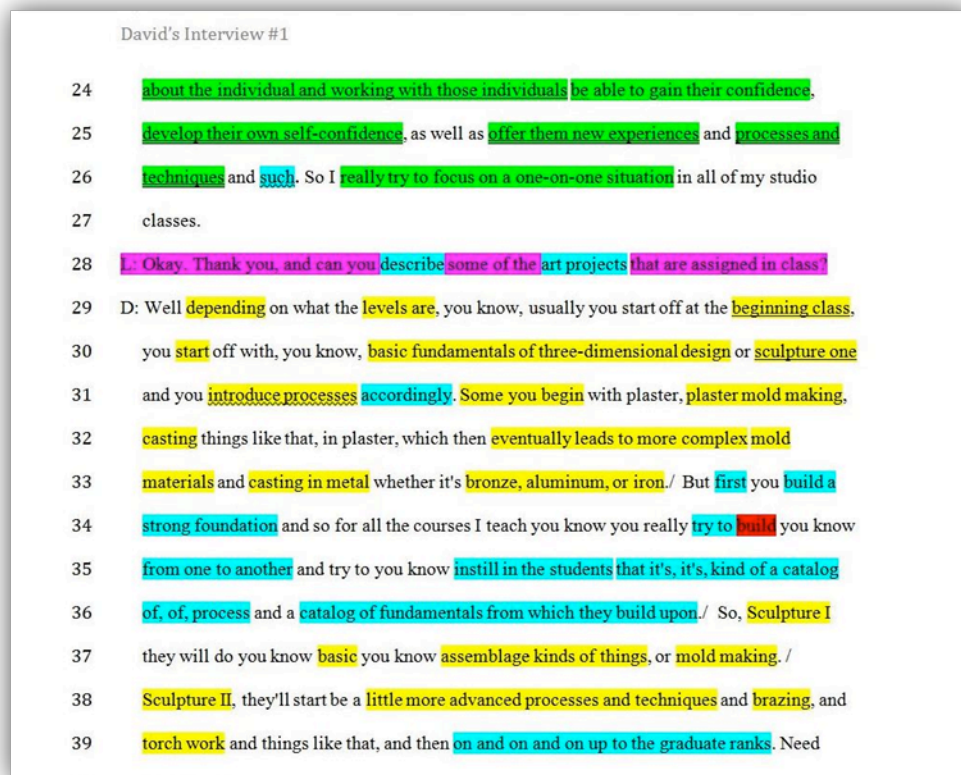 David's Interview #1
24 about the individual and working with those individuals be able to gain their confidence,
25 develop their own self-confidence, as well as offer them new experiences and processes and
26 techniques and such. So I really try to focus on a one-on-one situation in all of my studio
27 classes.
28 L: Okay. Thank you, and can you describe some of the art projects that are assigned in class?
29 D: Well depending on what the levels are, you know, usually you start off at the beginning class,
30 you start off with, you know, basic fundamentals of three-dimensional design or sculpture one
31 and you introduce processes accordingly. Some you begin with plaster, plaster mold making,
32 casting things like that, in plaster, which then eventually leads to more complex mold
33 materials and casting in metal whether it's bronze, aluminum, or iron./ But first you build a
34 strong foundation and so for all the courses I teach you know you really try to build you know
35 from one to another and try to you know instill in the students that it's, it's, kind of a catalog
36 of, of, process and a catalog of fundamentals from which they build upon./ So, Sculpture I
37 they will do you know basic you know assemblage kinds of things, or mold making. /
38 Sculpture II, they'll start be a little more advanced processes and techniques and brazing, and
39 torch work and things like that, and then on and on and on up to the graduate ranks. Need